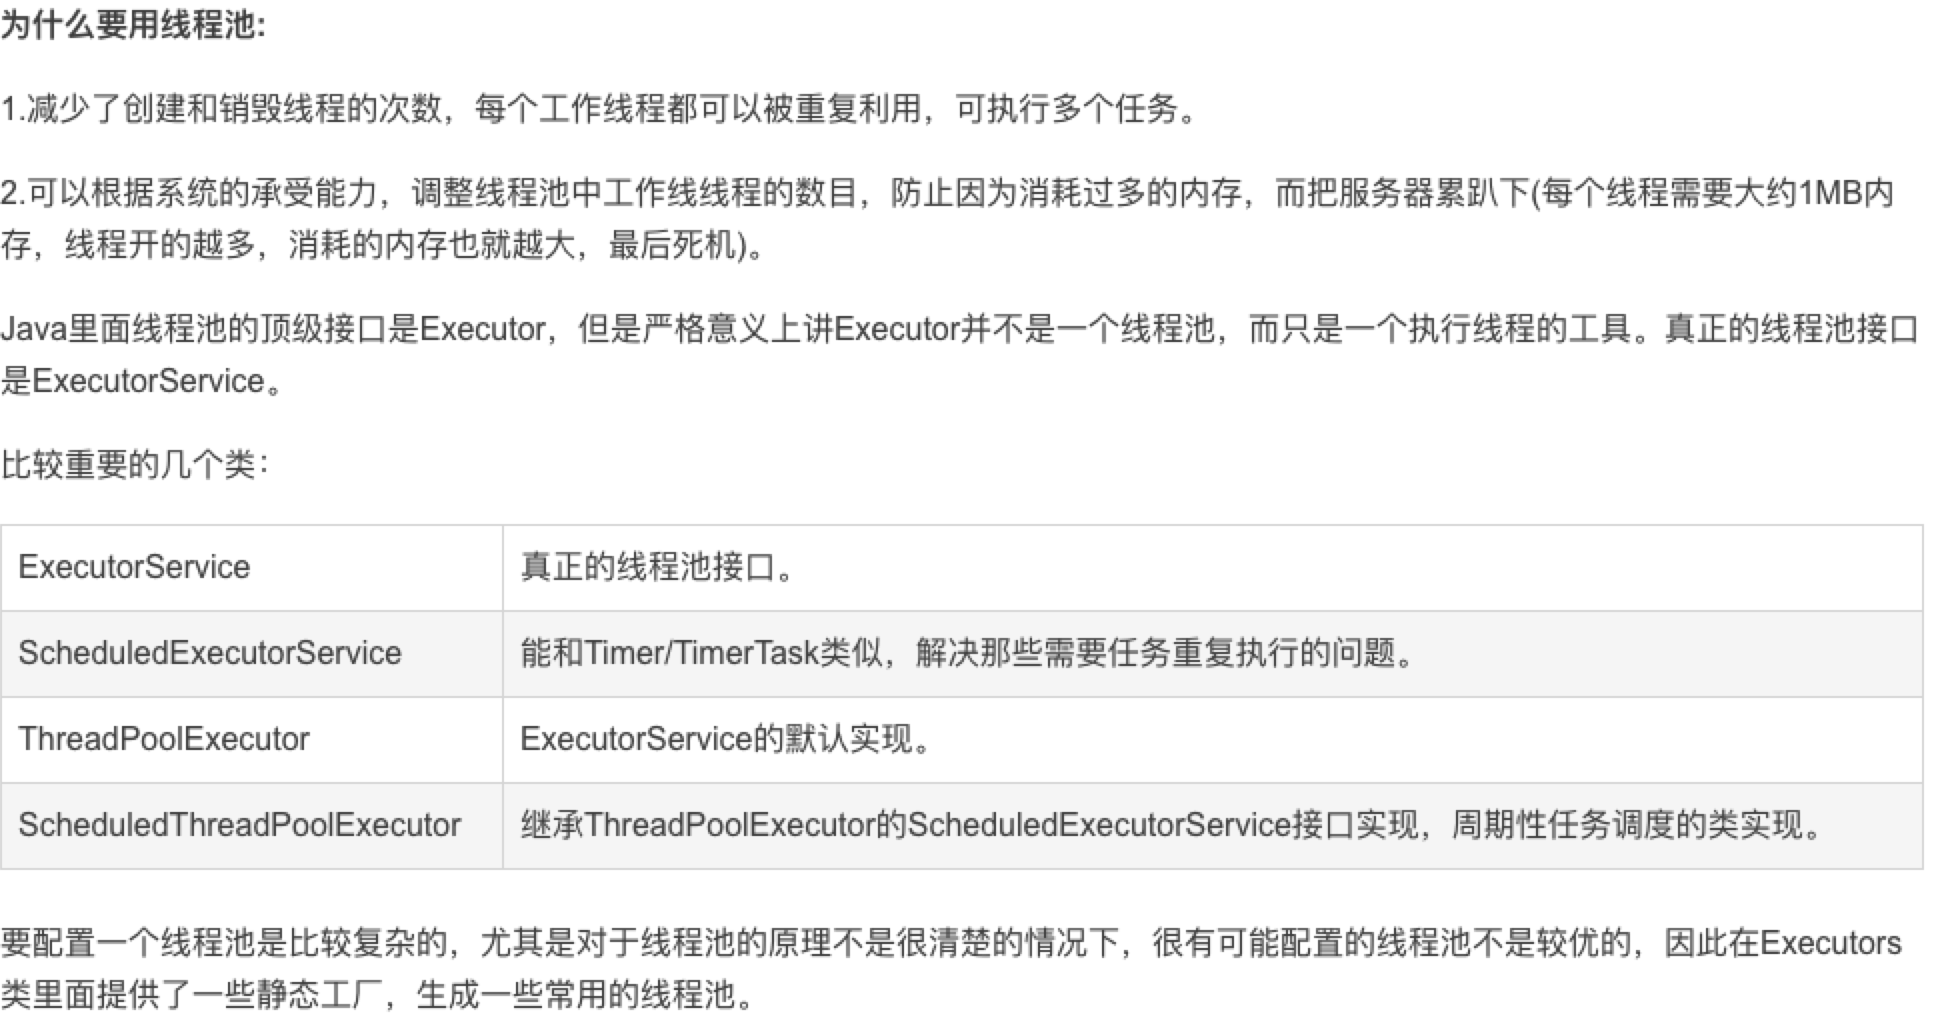 为什么要用线程池:
1.减少了创建和销毁线程的次数，每个工作线程都可以被重复利用，可执行多个任务。
2.可以根据系统的承受能力，调整线程池中工作线线程的数目，防止因为消耗过多的内存，而把服务器累趴下(每个线程需要大约1MB内
存，线程开的越多，消耗的内存也就越大，最后死机)。
Java里面线程池的顶级接口是Executor，但是严格意义上讲Executor并不是一个线程池，而只是一个执行线程的工具。真正的线程池接口
是ExecutorService。
比较重要的几个类：
ExecutorService 真正的线程池接口。
ScheduledExecutorService 能和Timer/TimerTask类似，解决那些需要任务重复执行的问题。
ThreadPoolExecutor ExecutorService的默认实现。
ScheduledThreadPoolExecutor 继承ThreadPoolExecutor的ScheduledExecutorService接口实现，周期性任务调度的类实现。
要配置一个线程池是比较复杂的，尤其是对于线程池的原理不是很清楚的情况下，很有可能配置的线程池不是较优的，因此在Executors
类里面提供了一些静态工厂，生成一些常用的线程池。